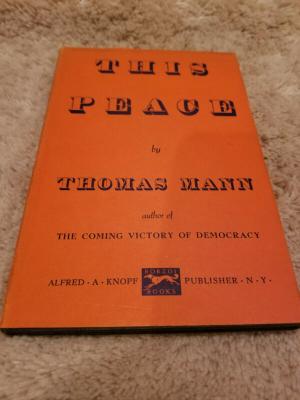 THIS
PEACE
by
THOMAS MANN
author of
THE COMING VICTORY OF DEMOCRACY
ALFRED · A · KNOPF BORZOI BOOKS PUBLISHER · N · Y ·